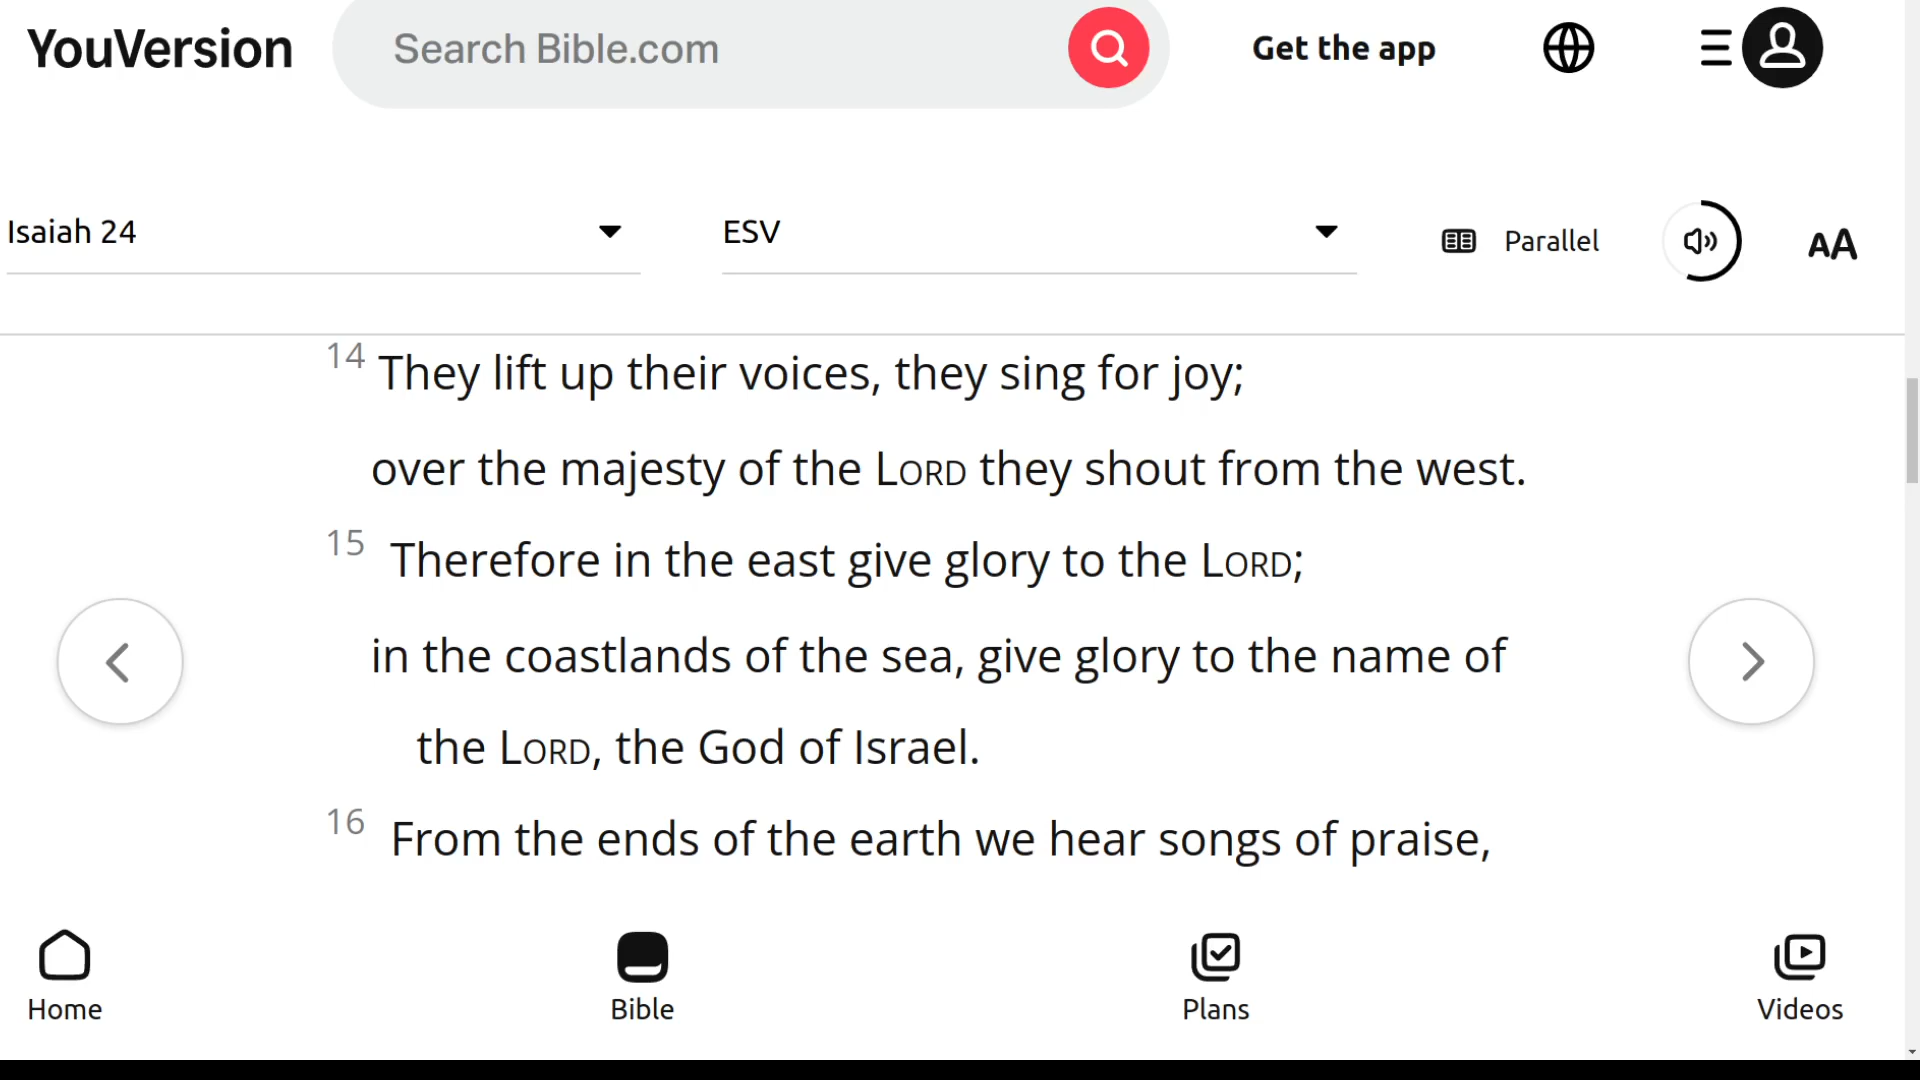 YouVersion
Search Bible.com
Get the app
Isaiah 24
ESV
Parallel
AA
14 They lift up their voices, they sing for joy;
over the majesty of the LORD they shout from the west.
15 Therefore in the east give glory to the LORD;
in the coastlands of the sea, give glory to the name of
the LORD, the God of Israel.
16 From the ends of the earth we hear songs of praise,
Home
Bible
Plans
Videos